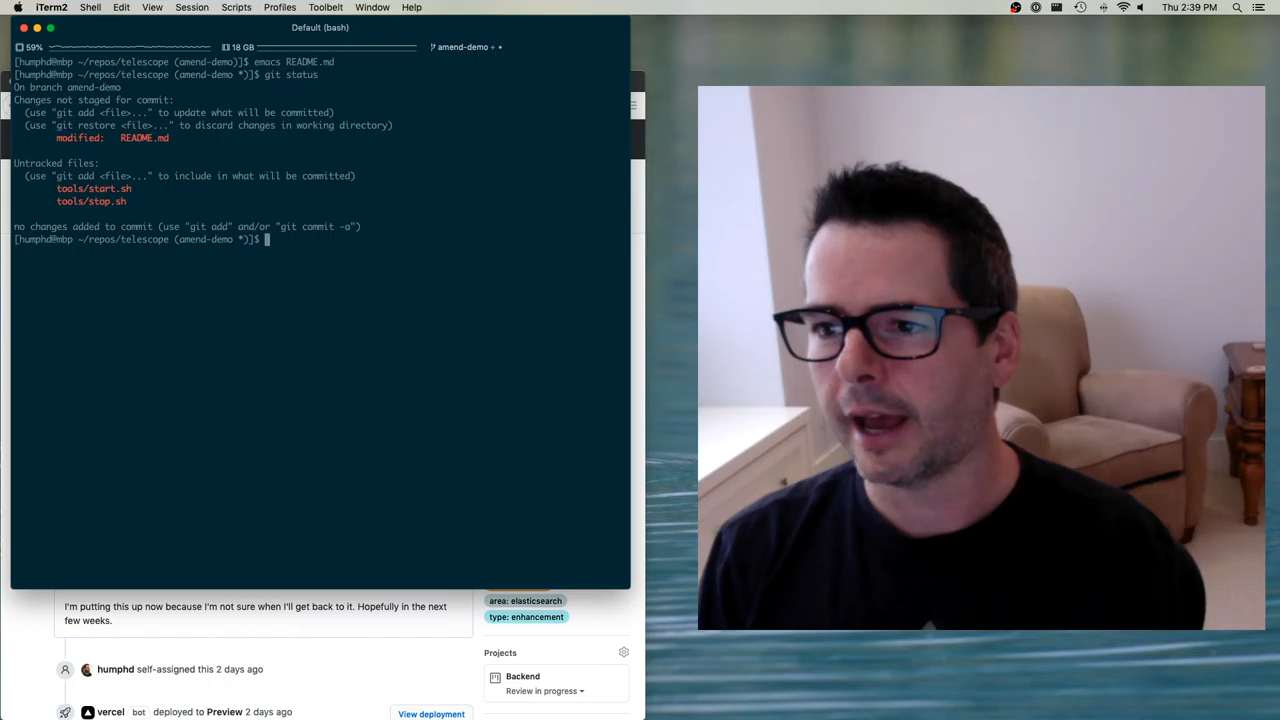 iTerm2 Shell Edit View Session Scripts Profiles Toolbelt Window Help
Thu 2:39 PM
Default (bash)
59%
18 GB
amend-demo + •
[humphd@mbp ~/repos/telescope (amend-demo)]$ emacs README.md
[humphd@mbp ~/repos/telescope (amend-demo *)]$ git status
On branch amend-demo
Changes not staged for commit:
(use "git add <file>..." to update what will be committed)
(use "git restore <file>..." to discard changes in working directory)
modified: README.md
Untracked files:
(use "git add <file>..." to include in what will be committed)
tools/start.sh
tools/stop.sh
no changes added to commit (use "git add" and/or "git commit -a")
[humphd@mbp ~/repos/telescope (amend-demo *)]$
I'm putting this up now because I'm not sure when I'll get back to it. Hopefully in the next
few weeks.
humphd self-assigned this 2 days ago
vercel bot deployed to Preview 2 days ago
View deployment
area: elasticsearch
type: enhancement
Projects
Backend
Review in progress